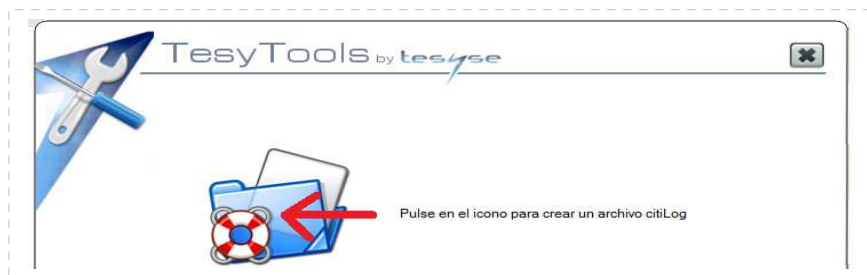 TesyTools by tesyse
Pulse en el icono para crear un archivo citiLog